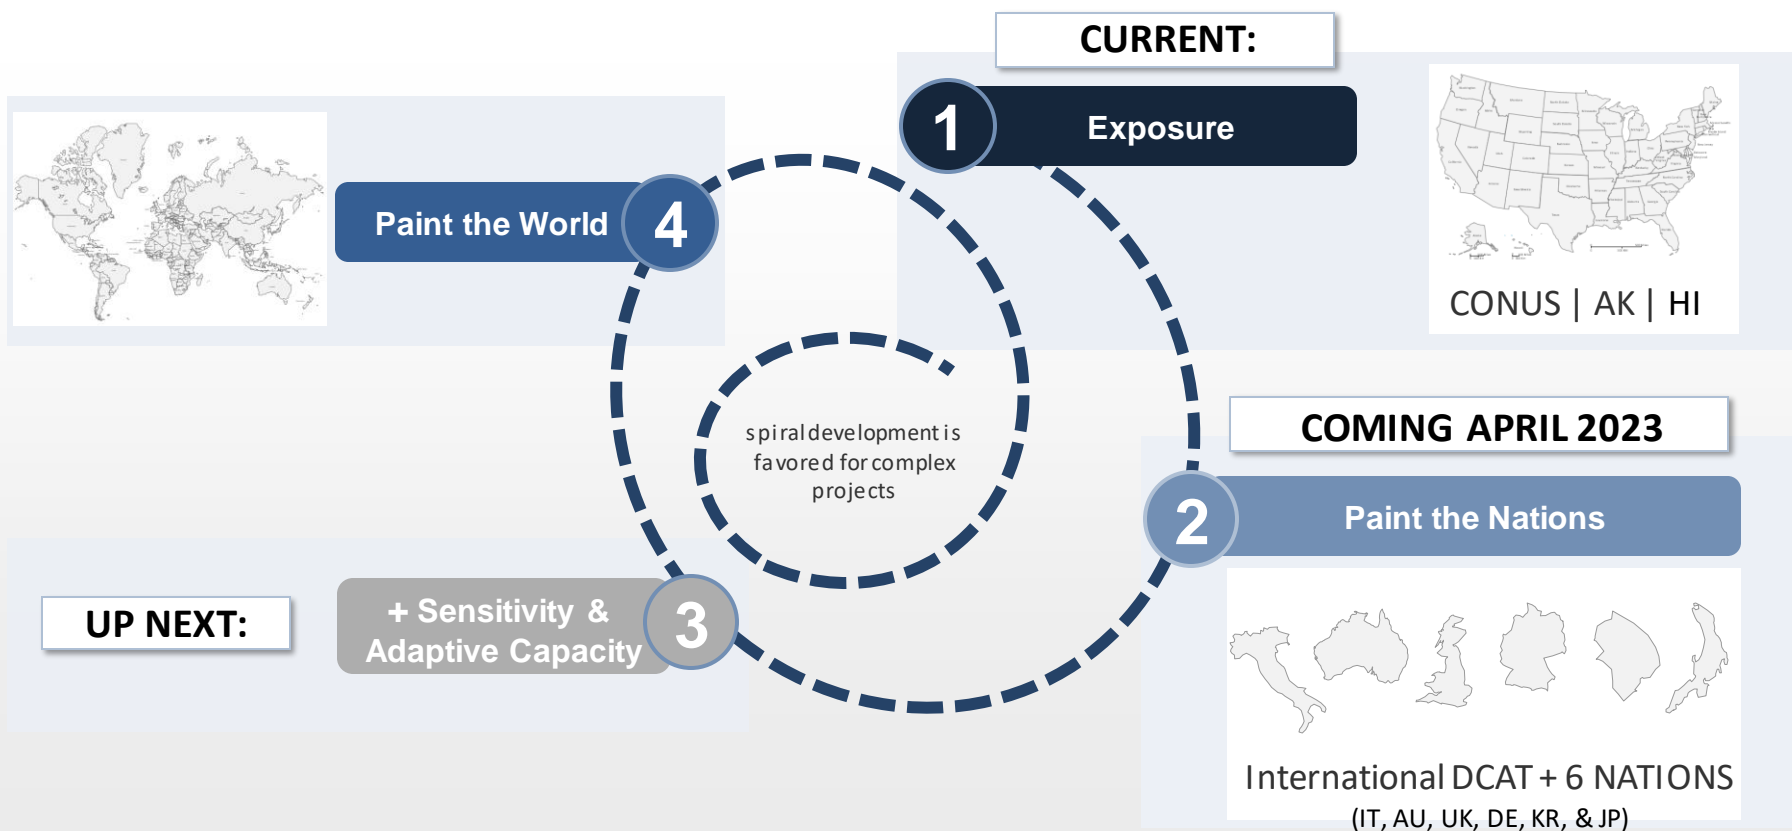 CURRENT:
1
Exposure
CONUS | AK | HI
4
Paint the World
spiral development is
favored for complex
projects
COMING APRIL 2023
2
Paint the Nations
International DCAT + 6 NATIONS
(IT, AU, UK, DE, KR, & JP)
UP NEXT:
3
+ Sensitivity &
Adaptive Capacity